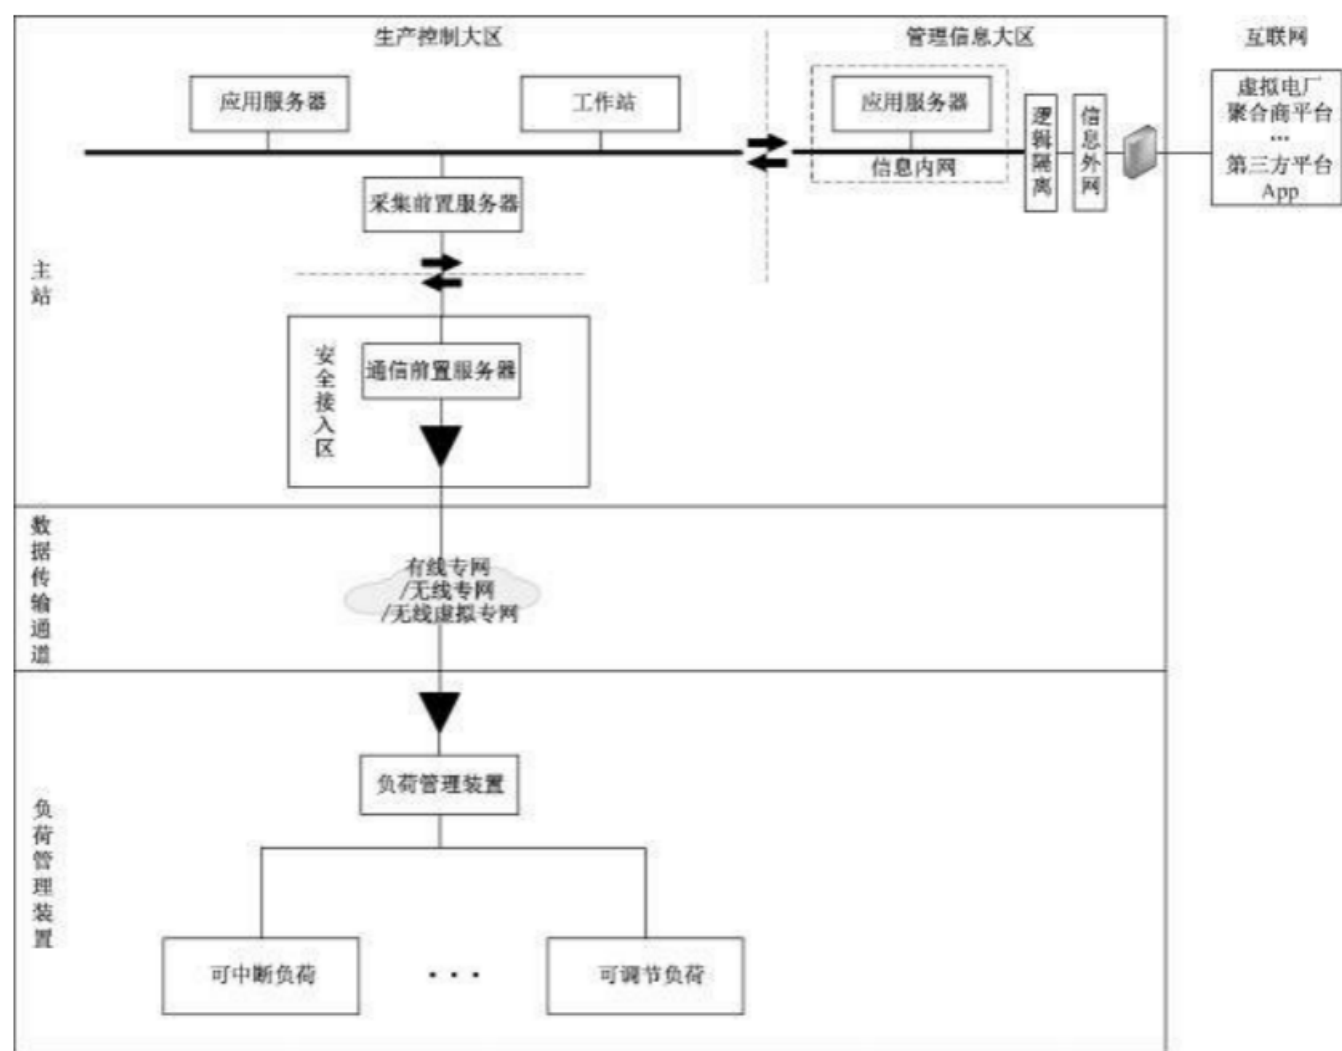 生产控制大区
管理信息大区
互联网
应用服务器
工作站
应用服务器
信息内网
逻辑隔离
信息外网
虚拟电厂
聚合商平台
...
第三方平台
App
采集前置服务器
主站
安全接入区
通信前置服务器
数据传输通道
有线专网
/无线专网
/无线虚拟专网
负荷管理装置
负荷管理装置
可中断负荷
...
可调节负荷